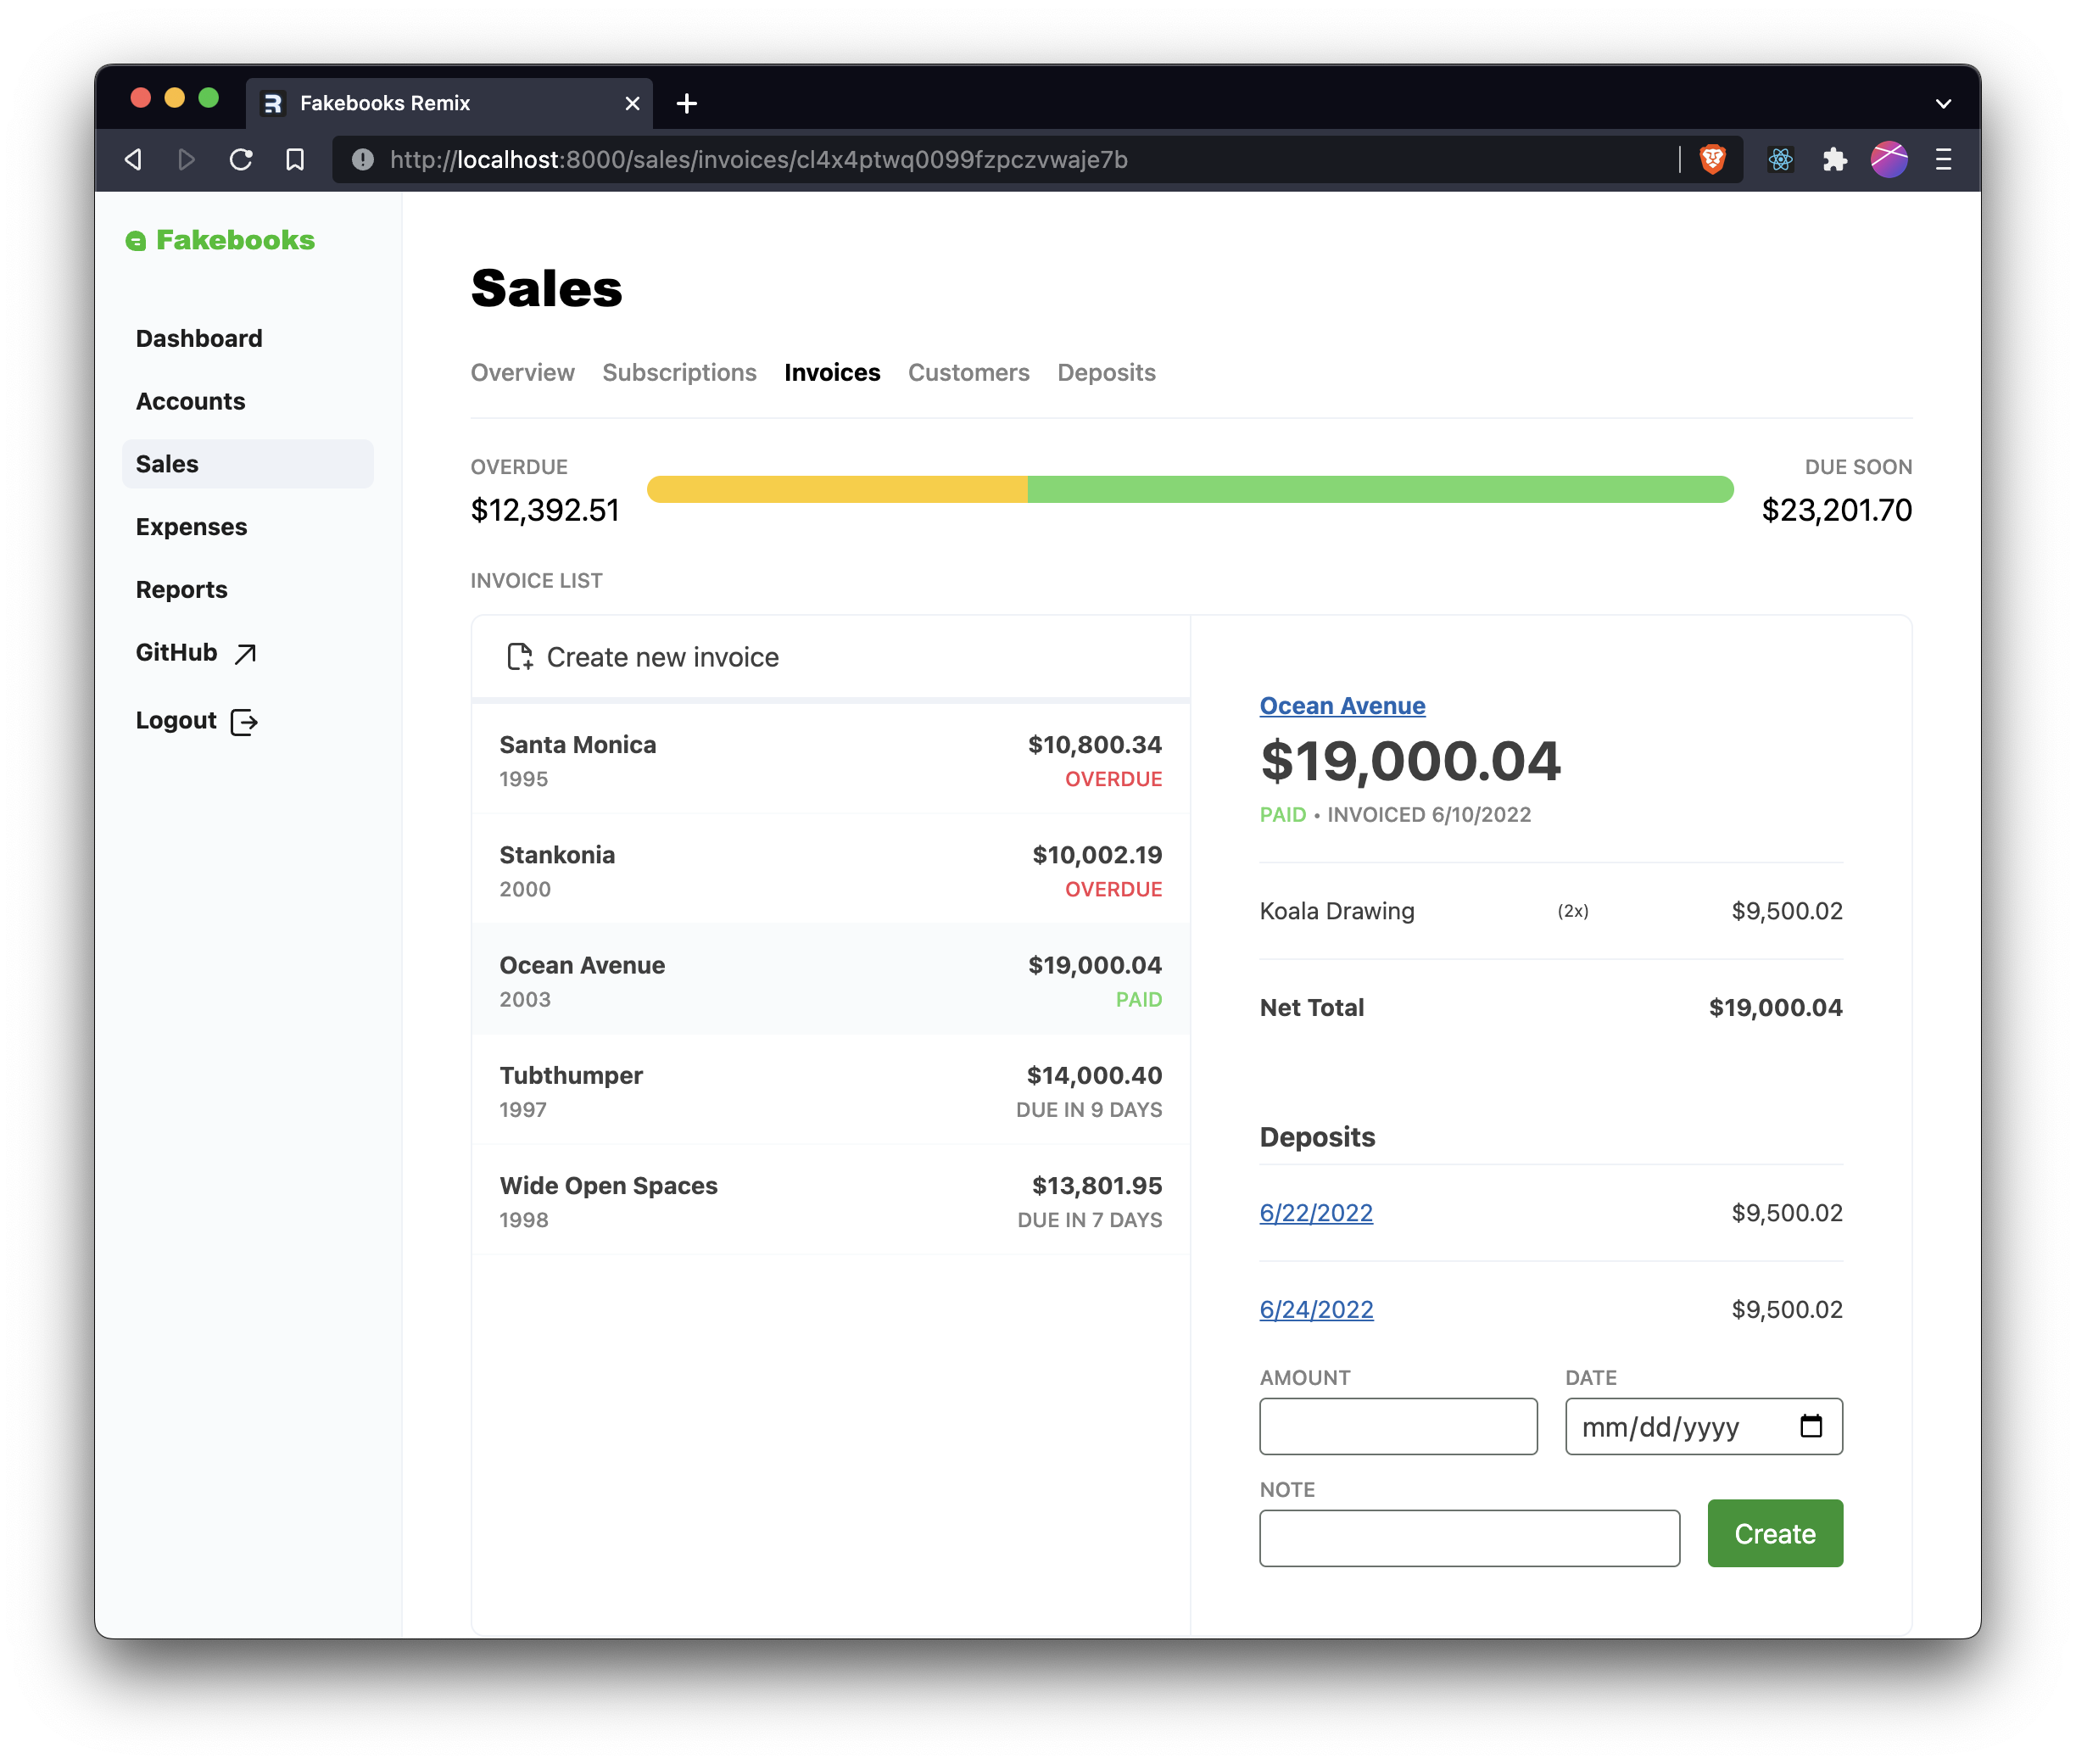 Fakebooks Remix
http://localhost:8000/sales/invoices/cl4x4ptwq0099fzpczvwaje7b
Fakebooks
Dashboard
Accounts
Sales
Expenses
Reports
GitHub
Logout
Sales
Overview Subscriptions Invoices Customers Deposits
OVERDUE
$12,392.51
DUE SOON
$23,201.70
INVOICE LIST
Create new invoice
Santa Monica $10,800.34
1995 OVERDUE
Stankonia $10,002.19
2000 OVERDUE
Ocean Avenue $19,000.04
2003 PAID
Tubthumper $14,000.40
1997 DUE IN 9 DAYS
Wide Open Spaces $13,801.95
1998 DUE IN 7 DAYS
Ocean Avenue
$19,000.04
PAID • INVOICED 6/10/2022
Koala Drawing (2x) $9,500.02
Net Total $19,000.04
Deposits
6/22/2022 $9,500.02
6/24/2022 $9,500.02
AMOUNT DATE
mm/dd/yyyy
NOTE
Create